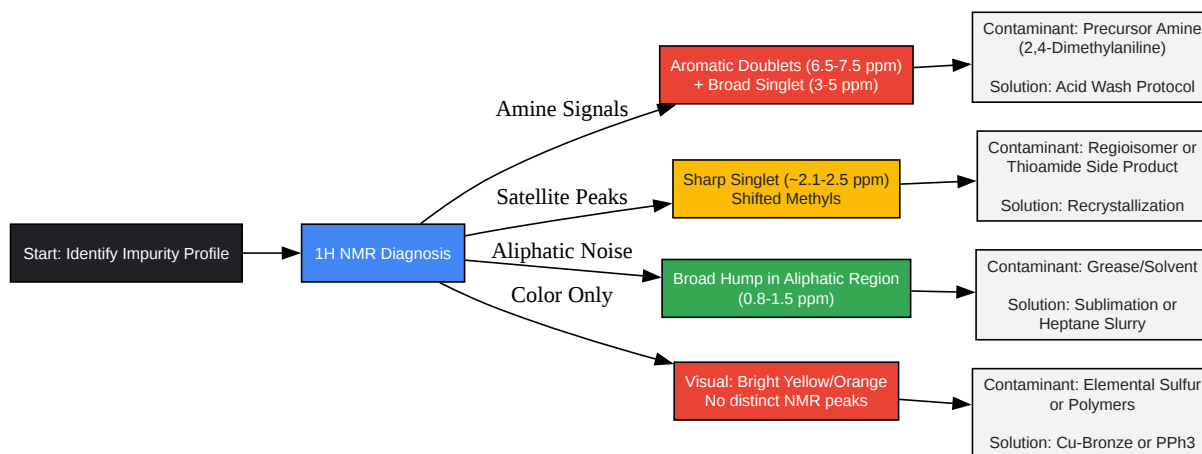 Start: Identify Impurity Profile
1H NMR Diagnosis
Amine Signals
Satellite Peaks
Aliphatic Noise
Color Only
Aromatic Doublets (6.5-7.5 ppm)
+ Broad Singlet (3-5 ppm)
Sharp Singlet (~2.1-2.5 ppm)
Shifted Methyls
Broad Hump in Aliphatic Region
(0.8-1.5 ppm)
Visual: Bright Yellow/Orange
No distinct NMR peaks
Contaminant: Precursor Amine
(2,4-Dimethylaniline)
Solution: Acid Wash Protocol
Contaminant: Regioisomer or
Thioamide Side Product
Solution: Recrystallization
Contaminant: Grease/Solvent
Solution: Sublimation or
Heptane Slurry
Contaminant: Elemental Sulfur
or Polymers
Solution: Cu-Bronze or PPh3